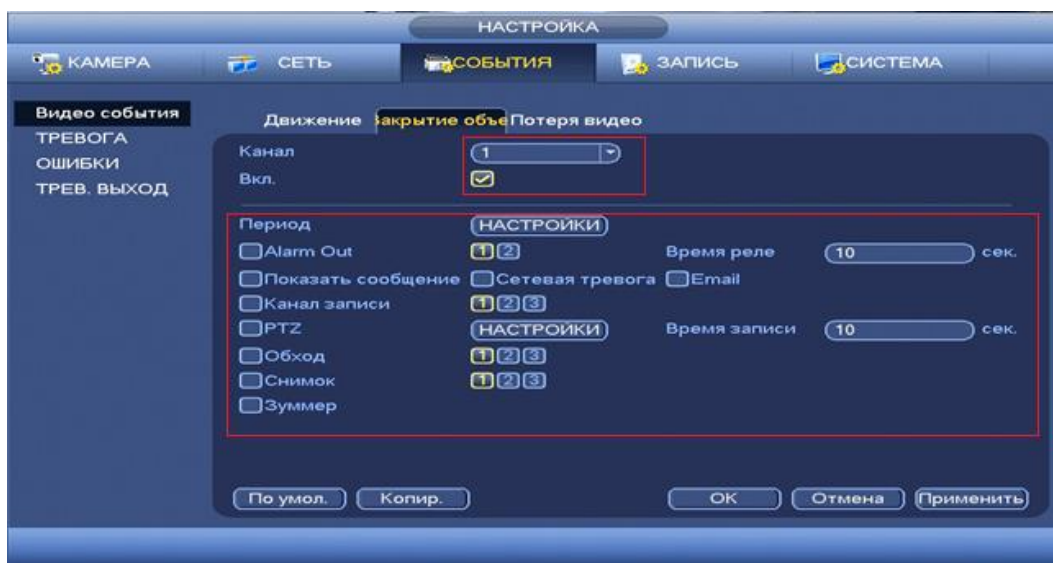 НАСТРОЙКА
КАМЕРА СЕТЬ СОБЫТИЯ ЗАПИСЬ СИСТЕМА
Видео события
ТРЕВОГА
ОШИБКИ
ТРЕВ. ВЫХОД
Движение Закрытие объе Потеря видео
Канал 1
Вкл.
Период НАСТРОЙКИ
Alarm Out 1 2 Время реле 10 сек.
Показать сообщение Сетевая тревога Email
Канал записи 1 2 3
PTZ НАСТРОЙКИ Время записи 10 сек.
Обход 1 2 3
Снимок 1 2 3
Зуммер
По умол. Копир. OK Отмена Применить